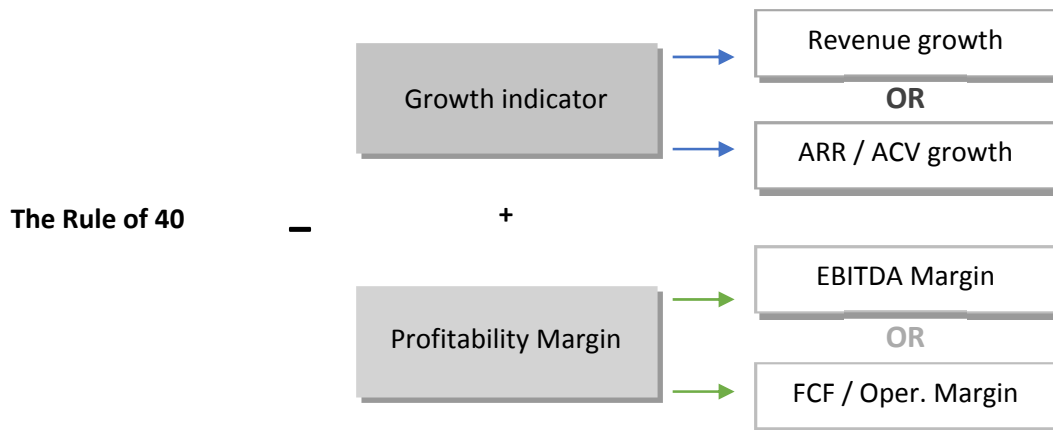 Revenue growth
Growth indicator
OR
ARR / ACV growth
The Rule of 40
–
+
EBITDA Margin
Profitability Margin
OR
FCF / Oper. Margin